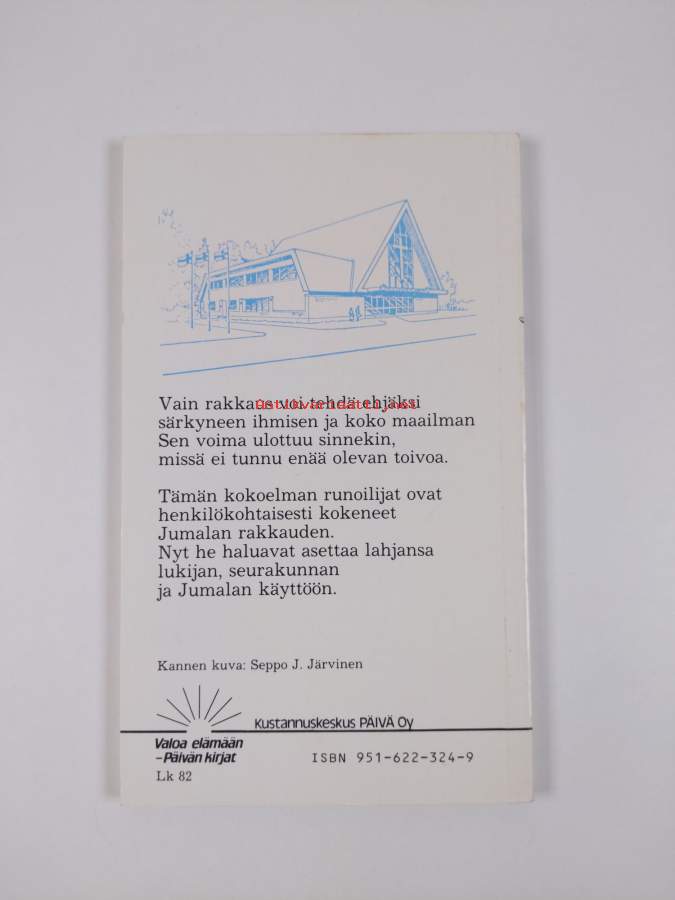 Vain rakkaus voi tehdä ehjäksi
antikvariaatti.net
särkyneen ihmisen ja koko maailman
Sen voima ulottuu sinnekin,
missä ei tunnu enää olevan toivoa.
Tämän kokoelman runoilijat ovat
henkilökohtaisesti kokeneet
Jumalan rakkauden.
Nyt he haluavat asettaa lahjansa
lukijan, seurakunnan
ja Jumalan käyttöön.
Kannen kuva: Seppo J. Järvinen
Kustannuskeskus PÄIVÄ Oy
Valoa elämään
–Päivän kirjat
ISBN 951-622-324-9
Lk 82